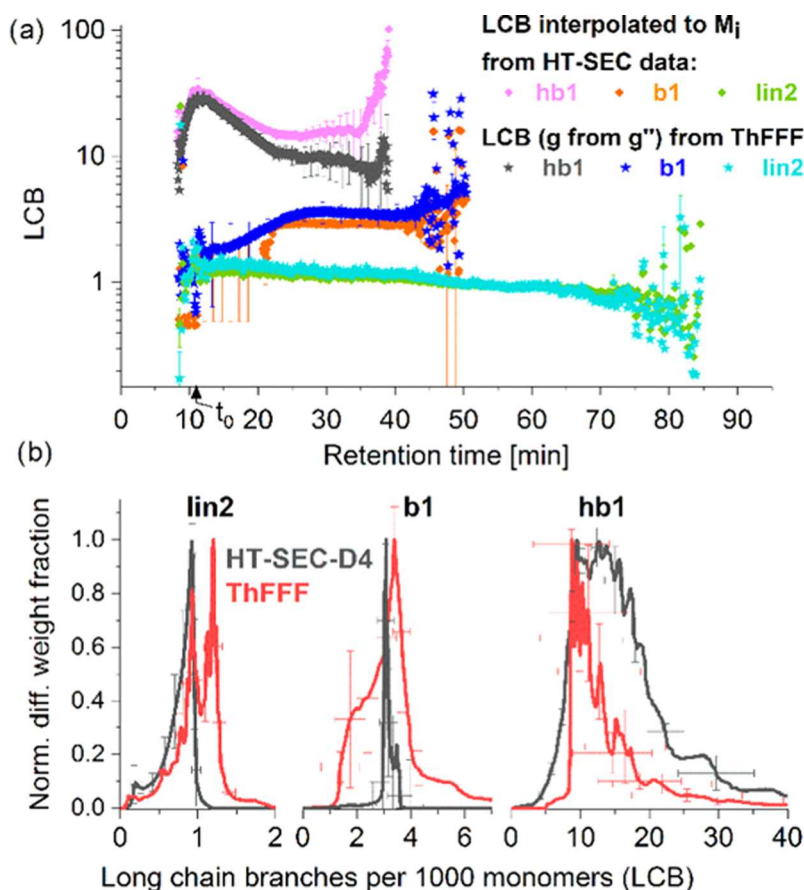 (a)
LCB interpolated to Mi
from HT-SEC data:
hb1 b1 lin2
LCB (g from g'') from ThFFF
hb1 b1 lin2
100
10
1
LCB
0 10 20 30 40 50 60 70 80 90
t0
Retention time [min]
(b)
lin2 b1 hb1
HT-SEC-D4
ThFFF
1.0
0.8
0.6
0.4
0.2
0.0
Norm. diff. weight fraction
0 1 2 0 2 4 6 0 10 20 30 40
Long chain branches per 1000 monomers (LCB)